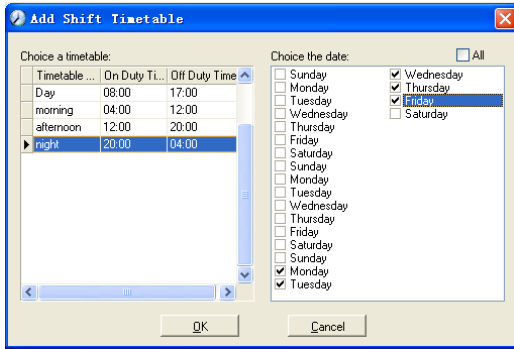 Add Shift Timetable
Choice a timetable:
Timetable ... On Duty Ti... Off Duty Time
Day 08:00 17:00
morning 04:00 12:00
afternoon 12:00 20:00
night 20:00 04:00
Choice the date:
All
Sunday
Monday
Tuesday
Wednesday
Thursday
Friday
Saturday
Sunday
Monday
Tuesday
Wednesday
Thursday
Friday
Saturday
Sunday
Monday
Tuesday
Wednesday
Thursday
Friday
Saturday
OK
Cancel